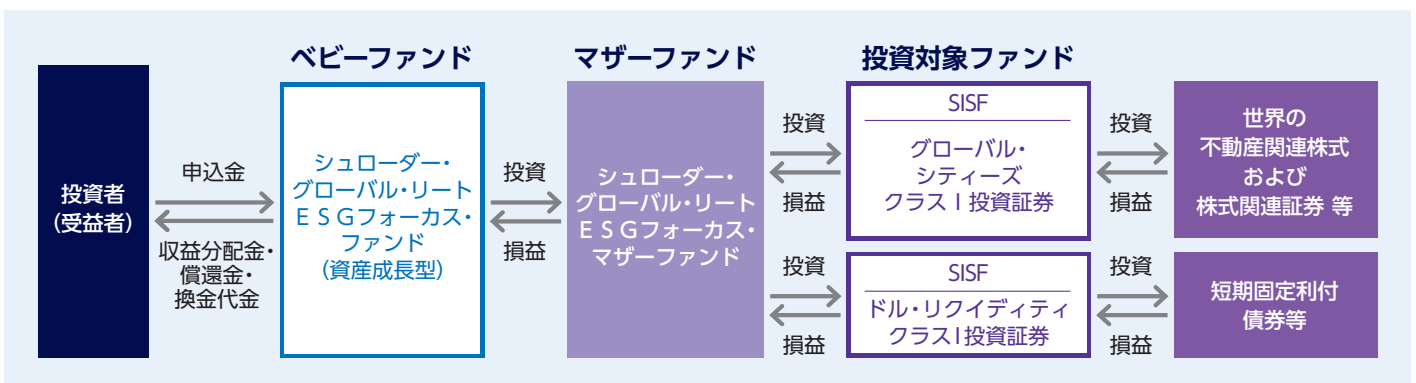 ベビーファンド
マザーファンド
投資対象ファンド
投資者
(受益者)
申込金
収益分配金・
償還金・
換金代金
シュローダー・
グローバル・リート
ＥＳＧフォーカス・
ファンド
(資産成長型)
投資
損益
シュローダー・
グローバル・リート
ＥＳＧフォーカス・
マザーファンド
投資
損益
SISF
グローバル・
シティーズ
クラスＩ投資証券
投資
損益
世界の
不動産関連株式
および
株式関連証券 等
投資
損益
SISF
ドル・リクイディティ
クラスI投資証券
投資
損益
短期固定利付
債券等